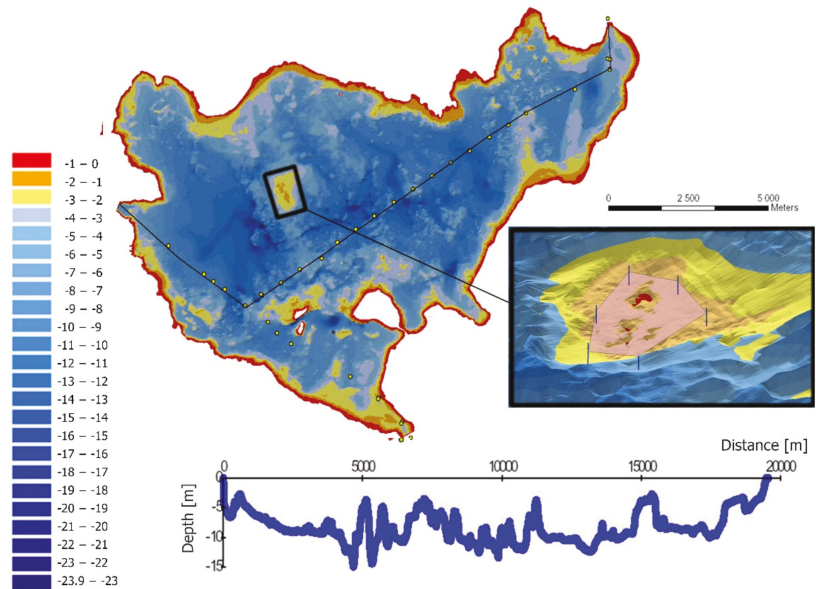 -1 – 0
-2 – -1
-3 – -2
-4 – -3
-5 – -4
-6 – -5
-7 – -6
-8 – -7
-9 – -8
-10 – -9
-11 – -10
-12 – -11
-13 – -12
-14 – -13
-15 – -14
-16 – -15
-17 – -16
-18 – -17
-19 – -18
-20 – -19
-21 – -20
-22 – -21
-23 – -22
-23.9 – -23
0 2 500 5 000
Meters
Distance [m]
0 5000 10000 15000 20000
Depth [m]
0
-5
-10
-15